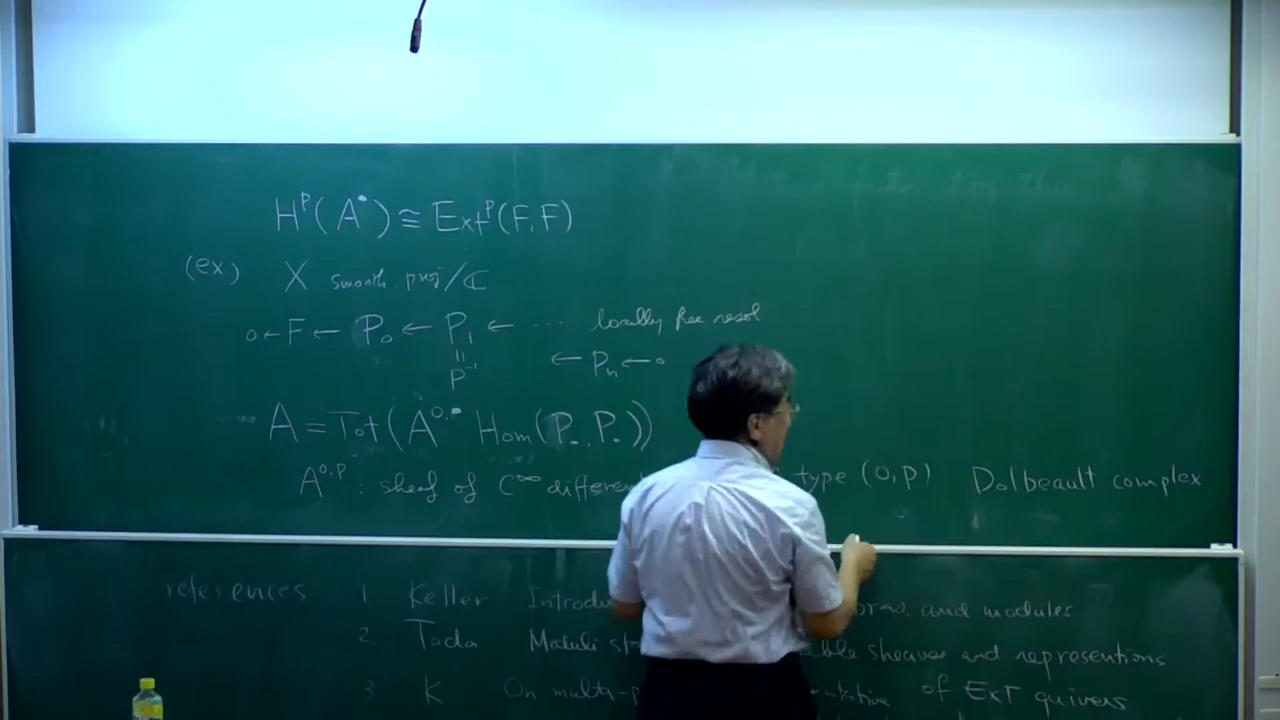 H^p(A^•) ≅ Ext^p(F, F)
(ex) X smooth. proj/ℂ
0 ← F ← P_0 ← P_1 ← ... locally free resol
|| ← P_n ← 0
P^{-1}
A = Tot(A^{0,•} Hom(P_•, P_•))
A^{0,p} : sheaf of C^∞ differen type (0,p) Dolbeault complex
references 1 Keller Introdu and modules
2. Toda Moduli sheaves and representions
3 K On of Ext quivers